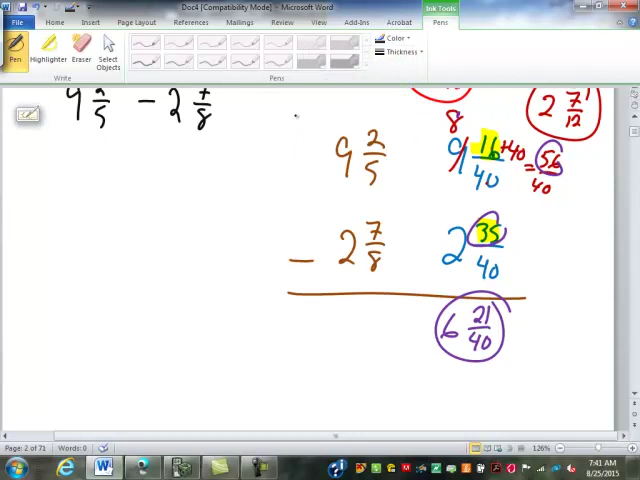 Doc4 [Compatibility Mode] - Microsoft Word
Ink Tools
File Home Insert Page Layout References Mailings Review View Add-Ins Acrobat Pens
Pen Highlighter Eraser Select Objects
Color
Thickness
Write Pens
9 2/5 - 2 7/8
2 7/12
8
9 2/5 9 16/40 +40 = 56/40
- 2 7/8 2 35/40
6 21/40
Page: 2 of 71 Words: 0 126%
7:41 AM
8/25/2015